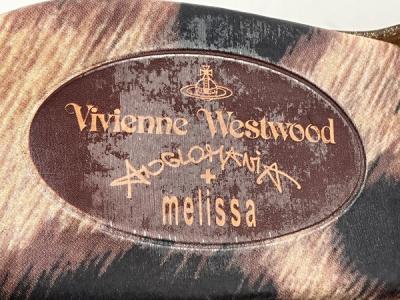 Vivienne Westwood
ANGLOMANIA
+
melissa